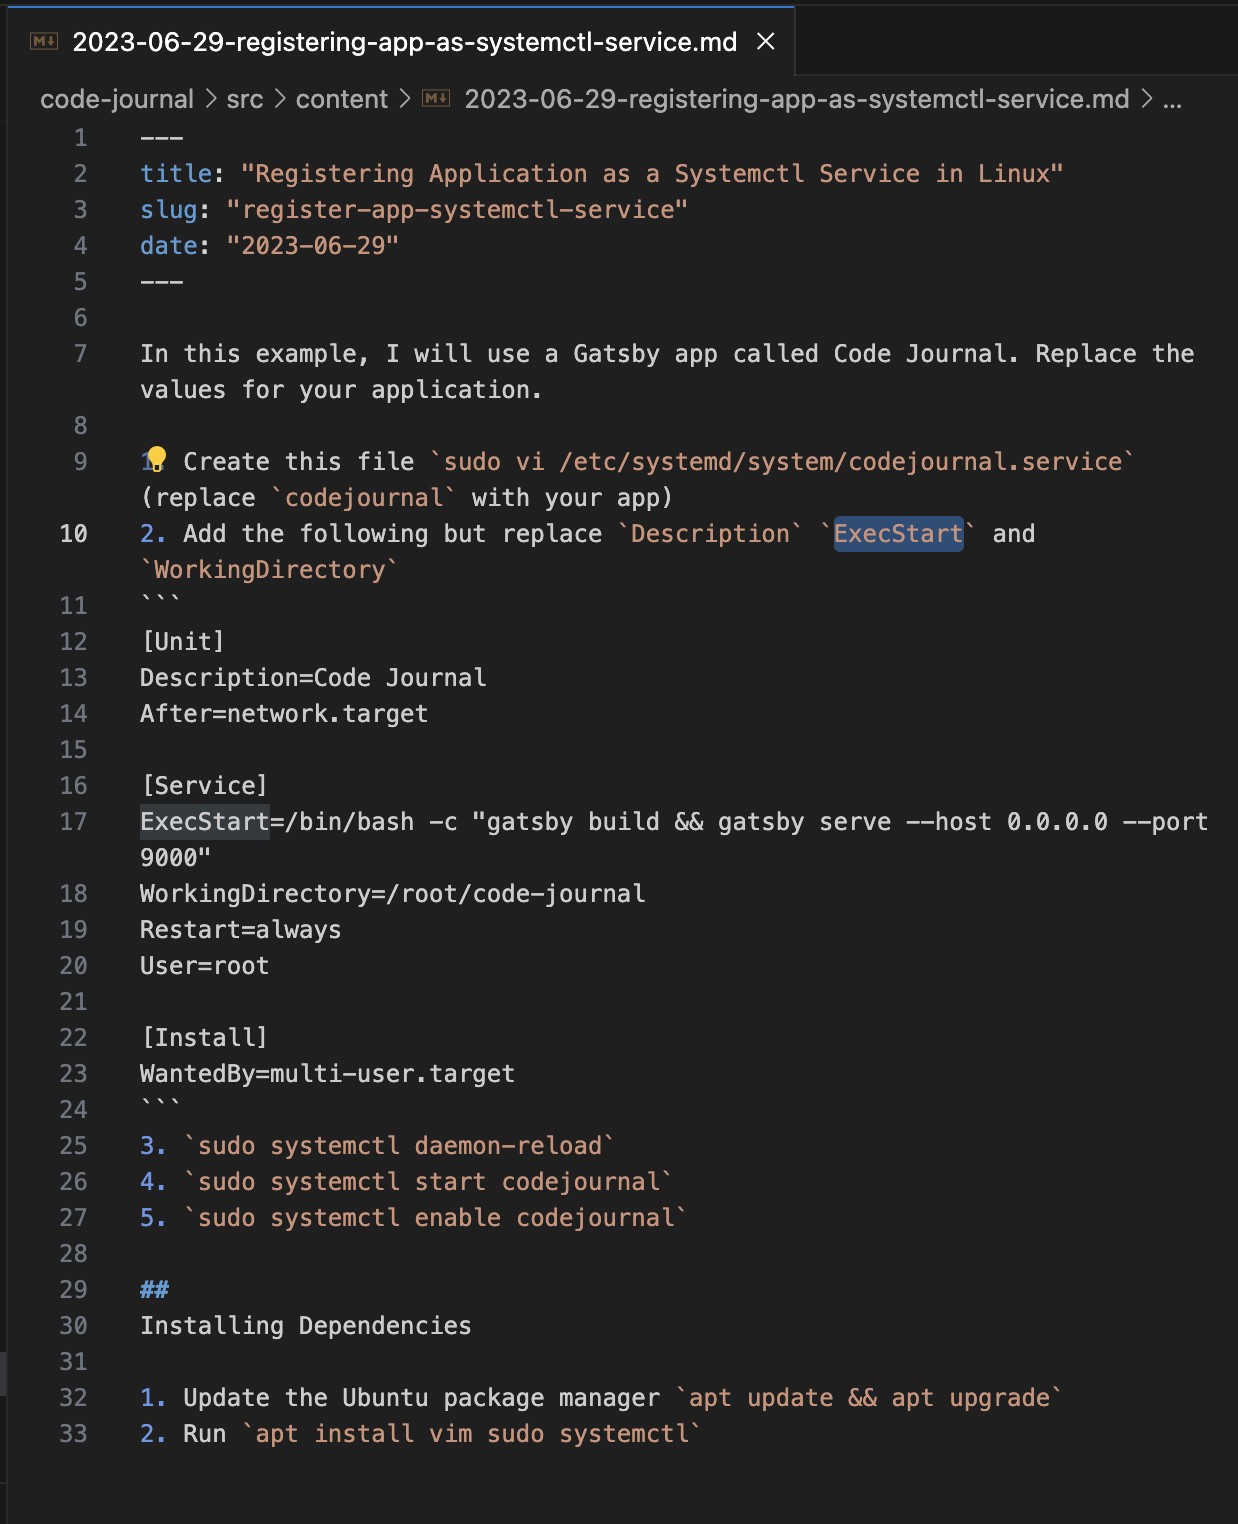 2023-06-29-registering-app-as-systemctl-service.md
code-journal > src > content > 2023-06-29-registering-app-as-systemctl-service.md > ...
1 ---
2 title: "Registering Application as a Systemctl Service in Linux"
3 slug: "register-app-systemctl-service"
4 date: "2023-06-29"
5 ---
6
7 In this example, I will use a Gatsby app called Code Journal. Replace the
values for your application.
8
9 1. Create this file `sudo vi /etc/systemd/system/codejournal.service`
(replace `codejournal` with your app)
10 2. Add the following but replace `Description` `ExecStart` and
`WorkingDirectory`
11 ```
12 [Unit]
13 Description=Code Journal
14 After=network.target
15
16 [Service]
17 ExecStart=/bin/bash -c "gatsby build && gatsby serve --host 0.0.0.0 --port
9000"
18 WorkingDirectory=/root/code-journal
19 Restart=always
20 User=root
21
22 [Install]
23 WantedBy=multi-user.target
24 ```
25 3. `sudo systemctl daemon-reload`
26 4. `sudo systemctl start codejournal`
27 5. `sudo systemctl enable codejournal`
28
29 ##
30 Installing Dependencies
31
32 1. Update the Ubuntu package manager `apt update && apt upgrade`
33 2. Run `apt install vim sudo systemctl`